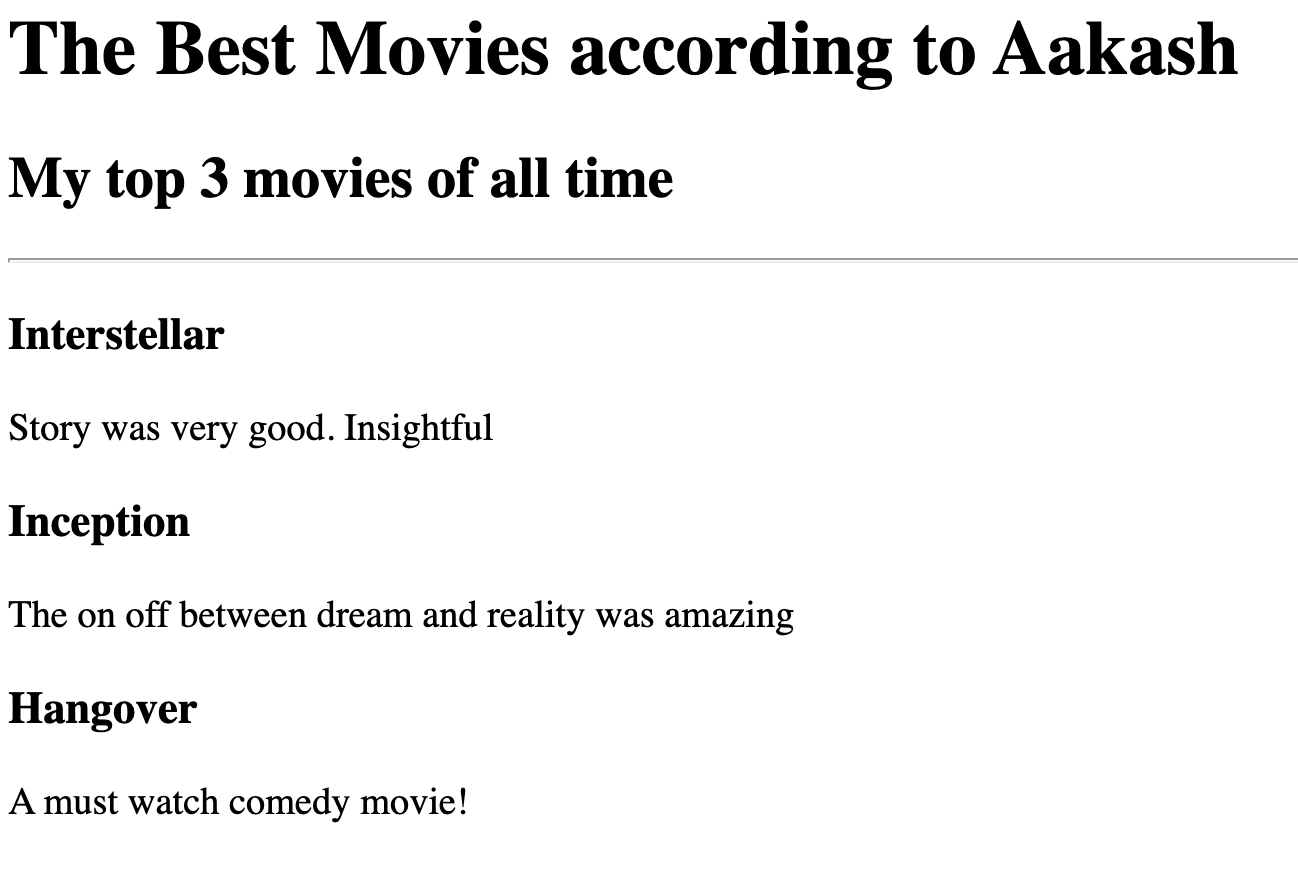 The Best Movies according to Aakash
My top 3 movies of all time
Interstellar
Story was very good. Insightful
Inception
The on off between dream and reality was amazing
Hangover
A must watch comedy movie!